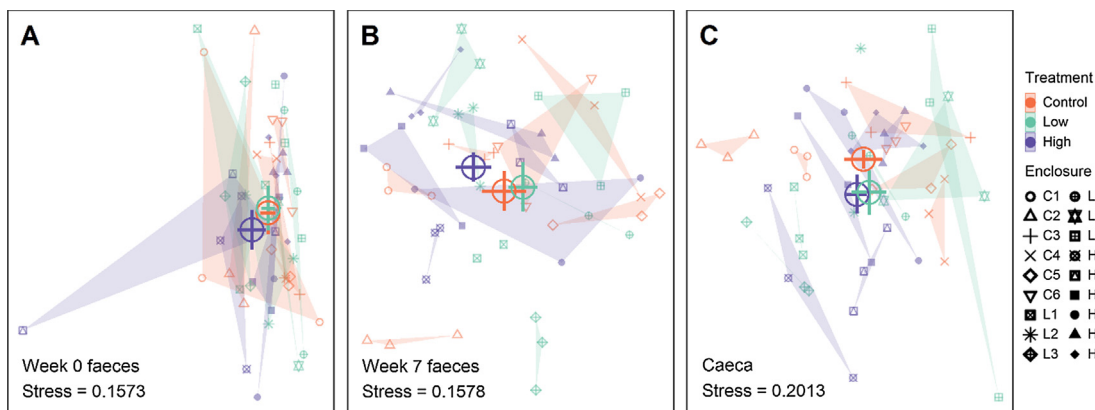 A
Week 0 faeces
Stress = 0.1573
B
Week 7 faeces
Stress = 0.1578
C
Caeca
Stress = 0.2013
Treatment
Control
Low
High
Enclosure
C1 L
C2 L
C3 L
C4 H
C5 H
C6 H
L1 H
L2 H
L3 H